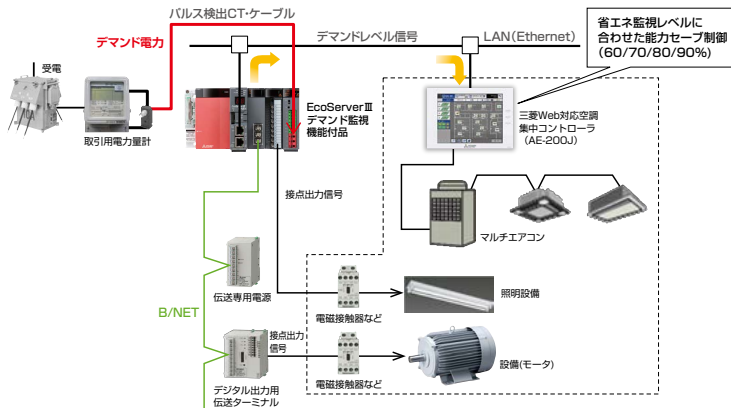 パルス検出CT・ケーブル
デマンド電力
デマンドレベル信号
LAN(Ethernet)
省エネ監視レベルに
合わせた能力セーブ制御
(60/70/80/90%)
受電
取引用電力量計
EcoServerⅢ
デマンド監視
機能付品
三菱Web対応空調
集中コントローラ
(AE-200J)
接点出力信号
マルチエアコン
伝送専用電源
B/NET
電磁接触器など
照明設備
接点出力
信号
デジタル出力用
伝送ターミナル
電磁接触器など
設備(モータ)